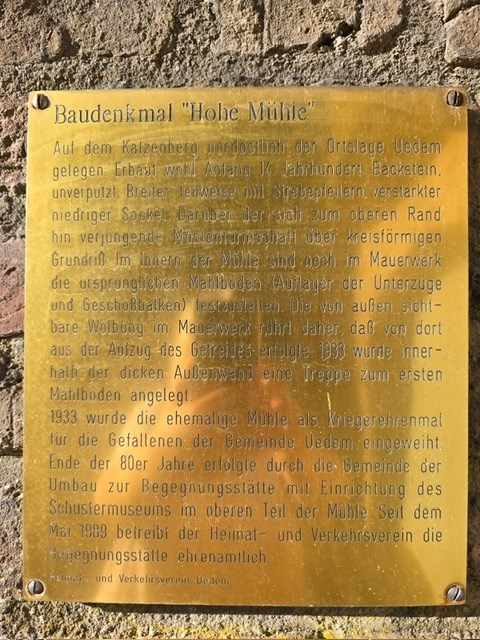 Baudenkmal "Hohe Mühle"
Auf dem Katzenberg nordöstlich der Ortslage Uedem
gelegen. Erbaut wohl Anfang 14. Jahrhundert. Backstein,
unverputzt. Breiter, teilweise mit Strebepfeilern verstärkter
niedriger Sockel. Darüber der sich zum oberen Rand
hin verjüngende Mühlenturmschaft über kreisförmigen
Grundriß. Im Innern der Mühle sind noch im Mauerwerk
die ursprünglichen Mahlböden (Auflager der Unterzüge
und Geschoßbalken) festzustellen. Die von außen sicht-
bare Wölbung im Mauerwerk rührt daher, daß von dort
aus der Aufzug des Getreides erfolgte. 1933 wurde inner-
halb der dicken Außenwand eine Treppe zum ersten
Mahlboden angelegt.
1933 wurde die ehemalige Mühle als Kriegerehrenmal
für die Gefallenen der Gemeinde Uedem eingeweiht.
Ende der 80er Jahre erfolgte durch die Gemeinde der
Umbau zur Begegnungsstätte mit Einrichtung des
Schustermuseums im oberen Teil der Mühle. Seit dem
Mai 1989 betreibt der Heimat- und Verkehrsverein die
Begegnungsstätte ehrenamtlich.
Heimat- und Verkehrsverein Uedem